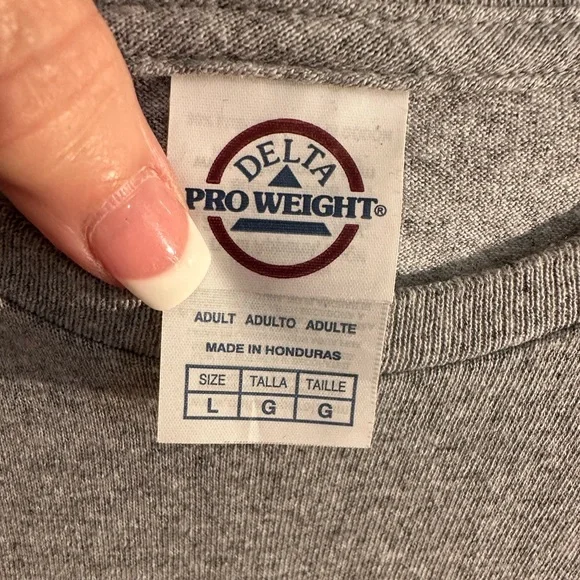 DELTA
PRO WEIGHT®
ADULT ADULTO ADULTE
MADE IN HONDURAS
SIZE TALLA TAILLE
L G G